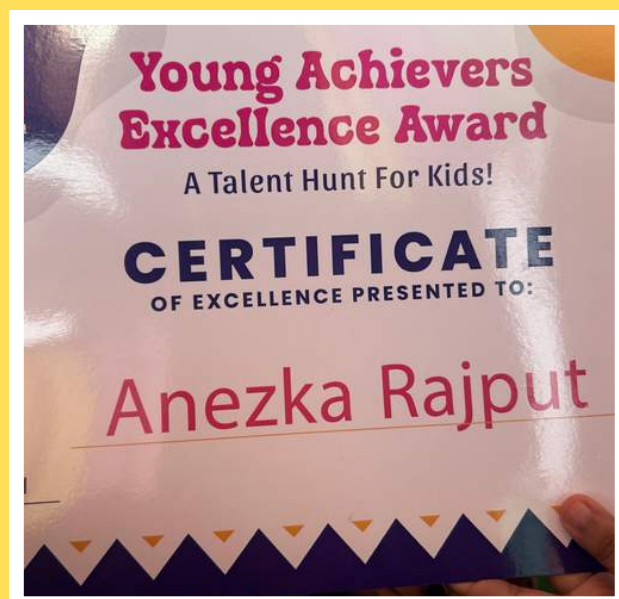 Young Achievers
Excellence Award
A Talent Hunt For Kids!
CERTIFICATE
OF EXCELLENCE PRESENTED TO:
Anezka Rajput